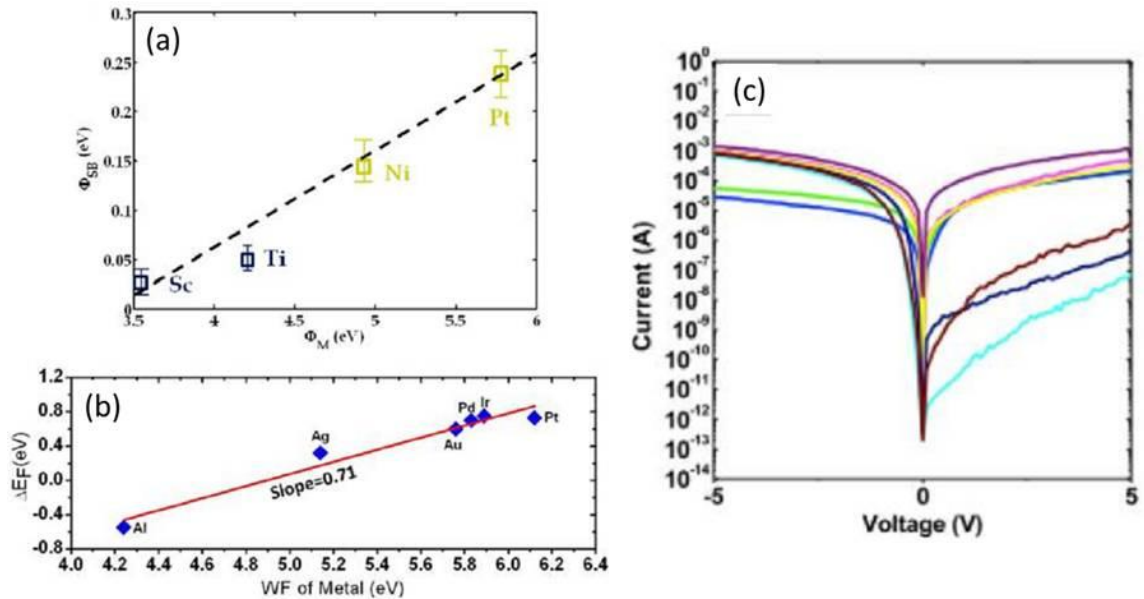 (a)
0.3
0.25
0.2
0.15
0.1
0.05
0
Φ_SB (eV)
Pt
Ni
Ti
Sc
3.5 4 4.5 5 5.5 6
Φ_M (eV)
(b)
1.2
0.8
0.4
0.0
-0.4
-0.8
ΔE_F(eV)
Pd Ir
Pt
Au
Ag
Slope=0.71
Al
4.0 4.2 4.4 4.6 4.8 5.0 5.2 5.4 5.6 5.8 6.0 6.2 6.4
WF of Metal (eV)
(c)
10^0
10^-1
10^-2
10^-3
10^-4
10^-5
10^-6
10^-7
10^-8
10^-9
10^-10
10^-11
10^-12
10^-13
10^-14
Current (A)
-5 0 5
Voltage (V)